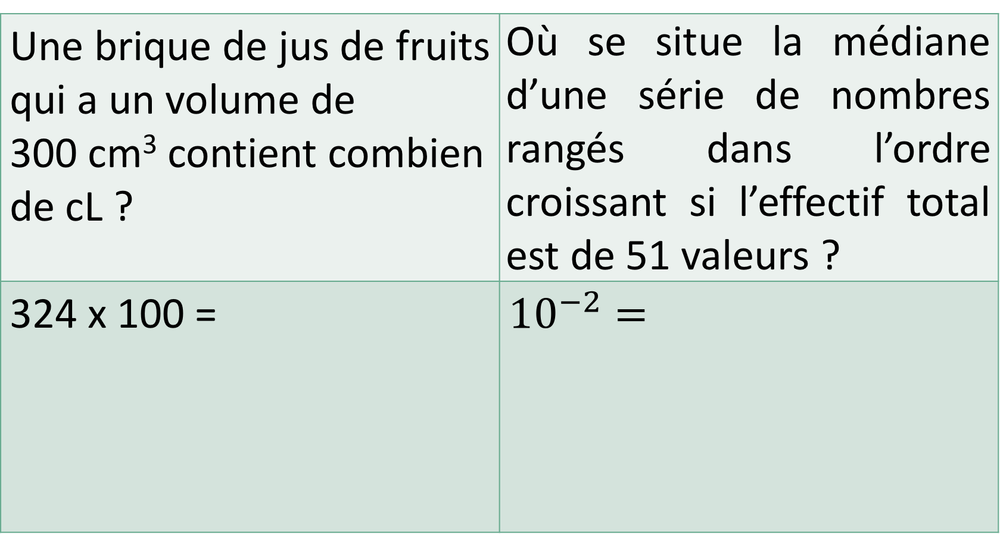 Une brique de jus de fruits
qui a un volume de
300 cm³ contient combien
de cL ?
Où se situe la médiane
d’une série de nombres
rangés dans l’ordre
croissant si l’effectif total
est de 51 valeurs ?
324 x 100 =
10⁻² =